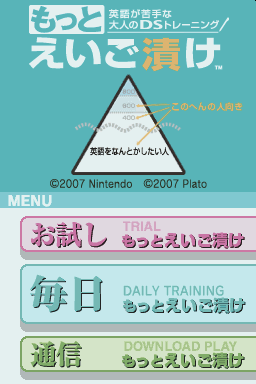 もっと
英語が苦手な
大人のDSトレーニング
えいご漬け™
800
600
400
このへんの人向き
英語をなんとかしたい人
©2007 Nintendo ©2007 Plato
MENU
お試し
TRIAL
もっとえいご漬け
毎日
DAILY TRAINING
もっとえいご漬け
通信
DOWNLOAD PLAY
もっとえいご漬け